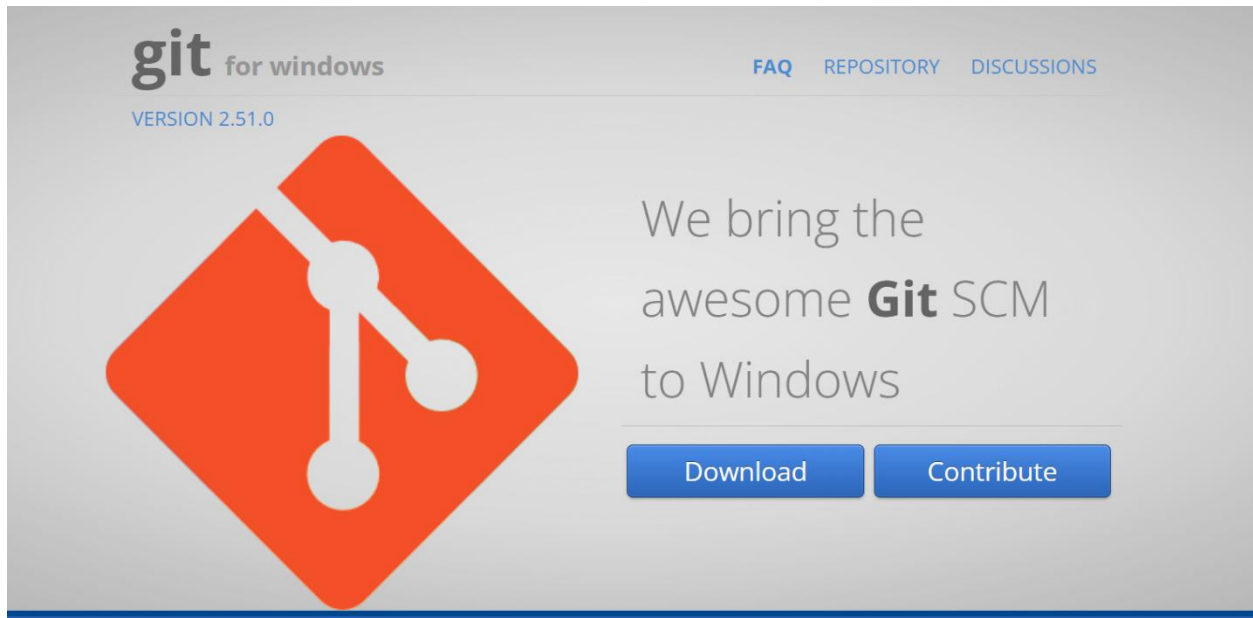 git for windows
FAQ REPOSITORY DISCUSSIONS
VERSION 2.51.0
We bring the
awesome Git SCM
to Windows
Download Contribute